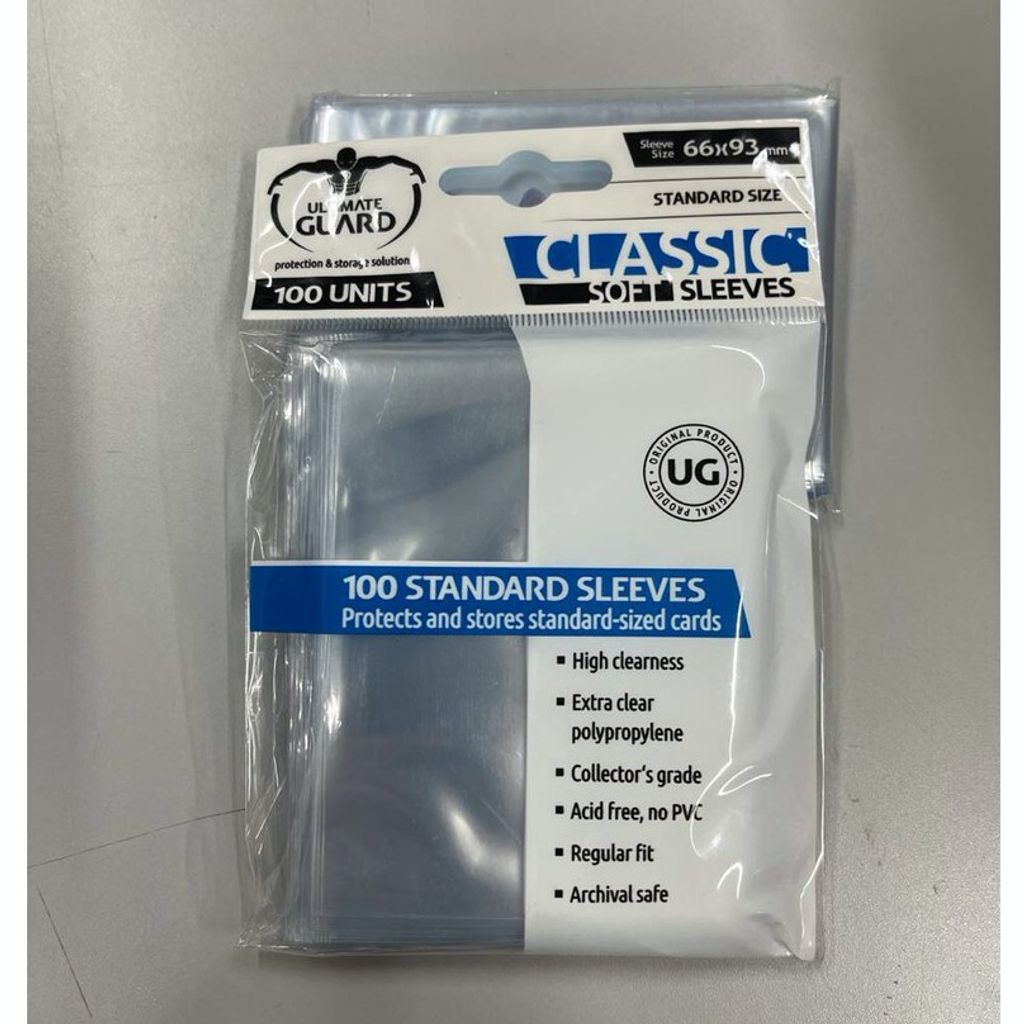 ULTIMATE
GUARD
protection & storage solutions
100 UNITS
Sleeve
Size
66x93 mm
STANDARD SIZE
CLASSIC
SOFT SLEEVES
ORIGINAL PRODUCT · ORIGINAL PRODUCT ·
UG
100 STANDARD SLEEVES
Protects and stores standard-sized cards
▪ High clearness
▪ Extra clear
polypropylene
▪ Collector's grade
▪ Acid free, no PVC
▪ Regular fit
▪ Archival safe